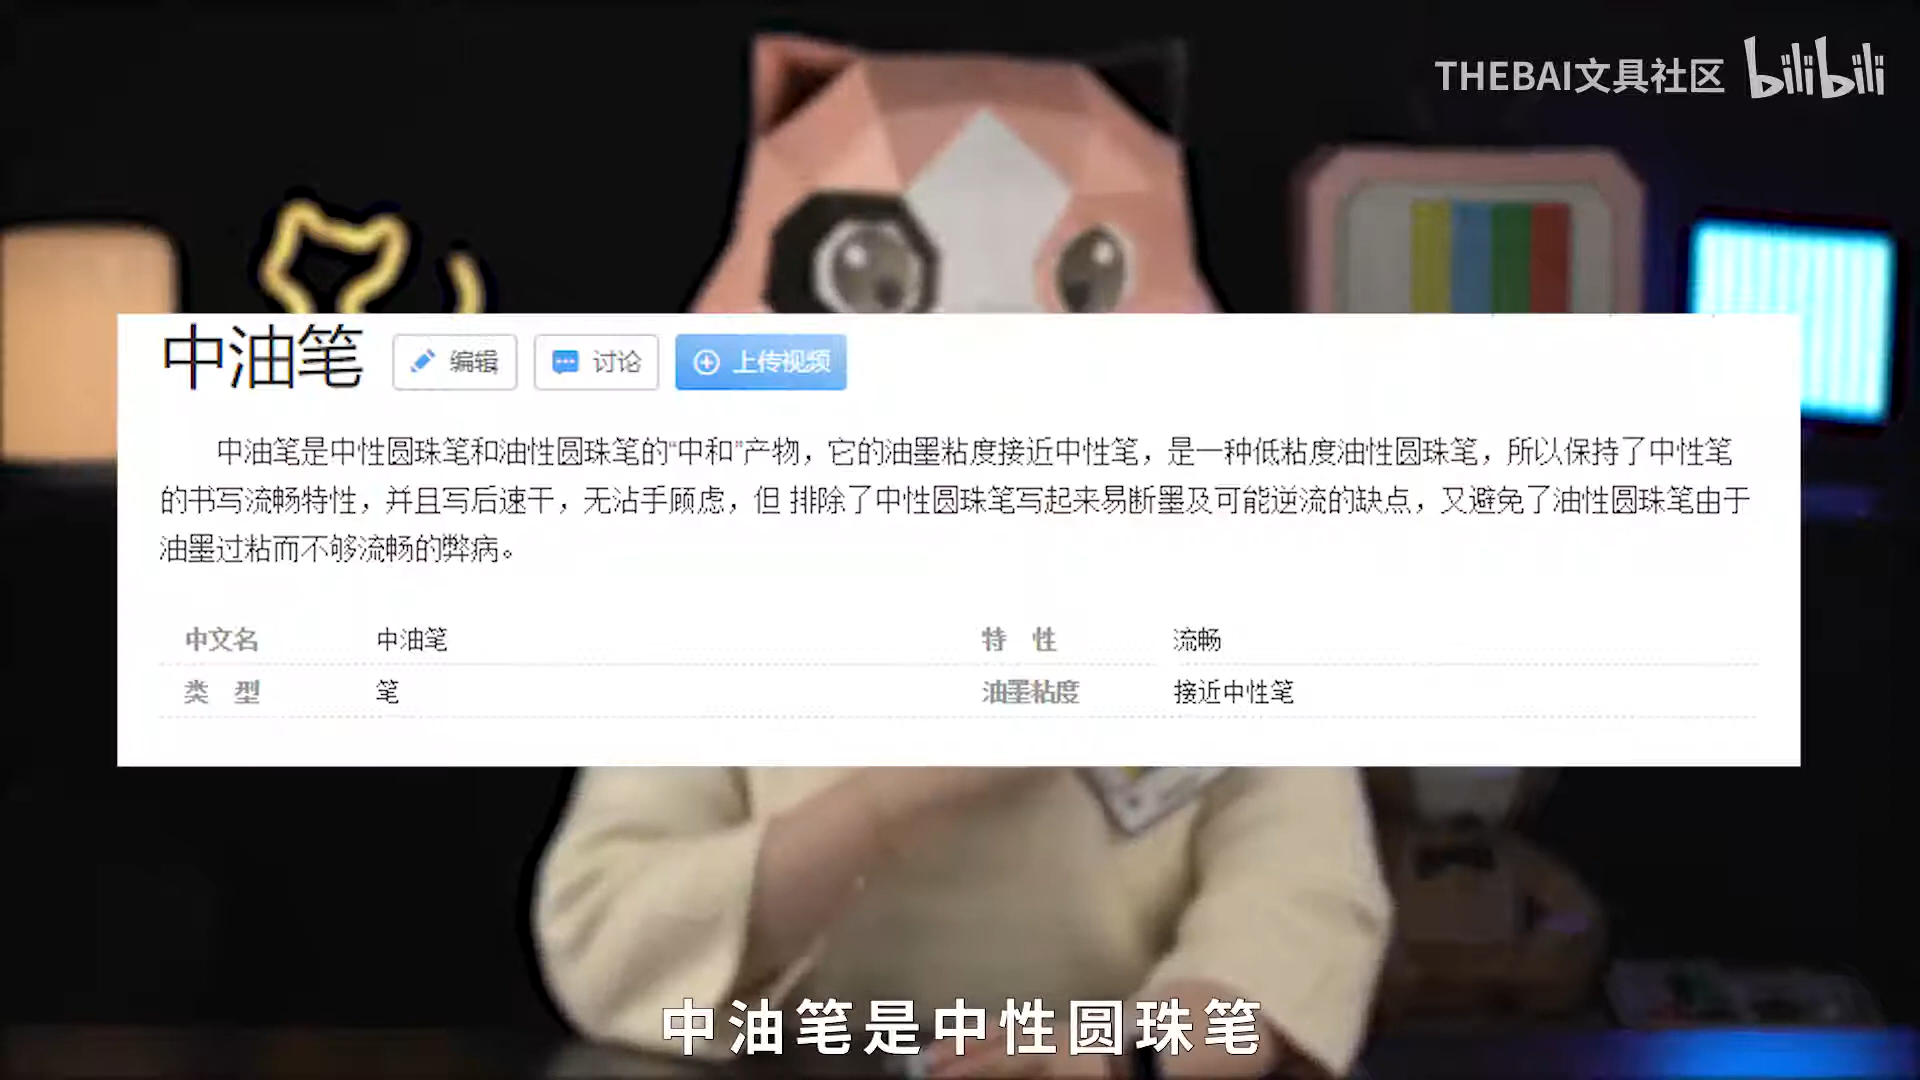 THEBAI文具社区 bilibili
中油笔 编辑 讨论 上传视频
中油笔是中性圆珠笔和油性圆珠笔的“中和”产物，它的油墨粘度接近中性笔，是一种低粘度油性圆珠笔，所以保持了中性笔
的书写流畅特性，并且写后速干，无沾手顾虑，但 排除了中性圆珠笔写起来易断墨及可能逆流的缺点，又避免了油性圆珠笔由于
油墨过粘而不够流畅的弊病。
中文名 中油笔 特 性 流畅
类 型 笔 油墨粘度 接近中性笔
中油笔是中性圆珠笔